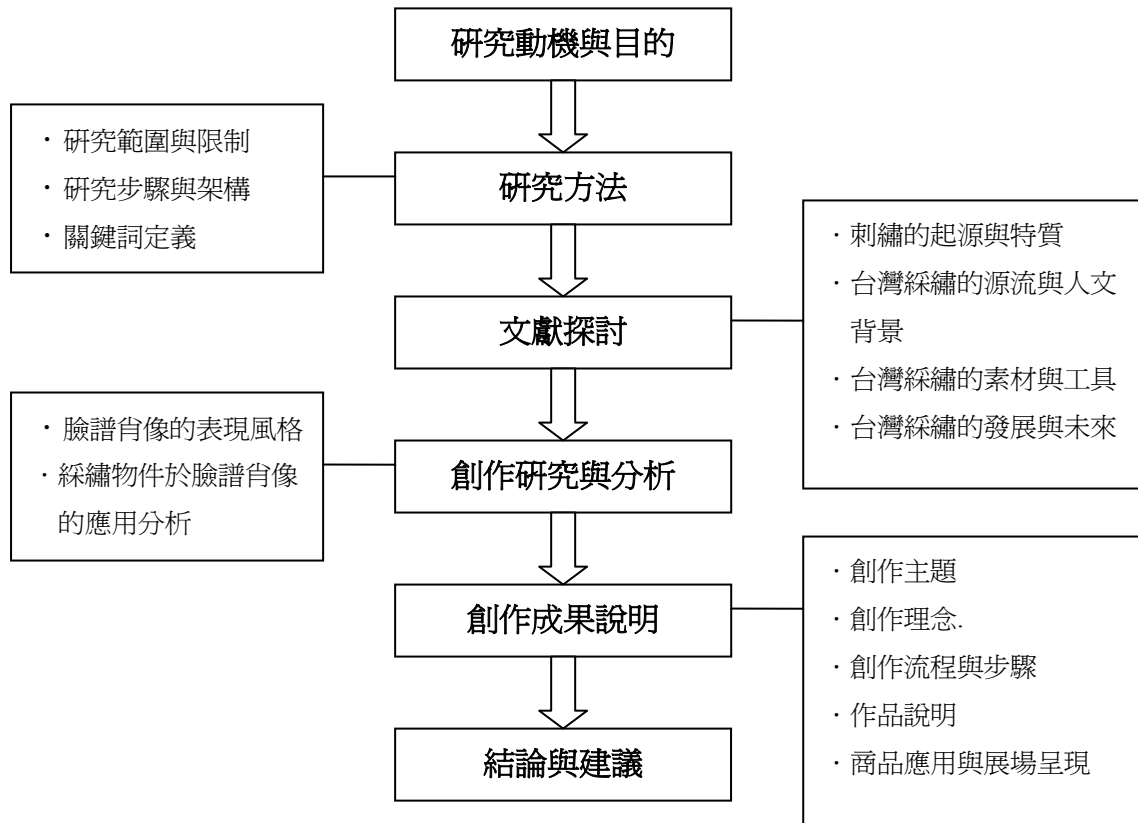 研究動機與目的
・研究範圍與限制
・研究步驟與架構
・關鍵詞定義
研究方法
・刺繡的起源與特質
・台灣綵繡的源流與人文
背景
・台灣綵繡的素材與工具
・台灣綵繡的發展與未來
文獻探討
・臉譜肖像的表現風格
・綵繡物件於臉譜肖像
的應用分析
創作研究與分析
・創作主題
・創作理念.
・創作流程與步驟
・作品說明
・商品應用與展場呈現
創作成果說明
結論與建議